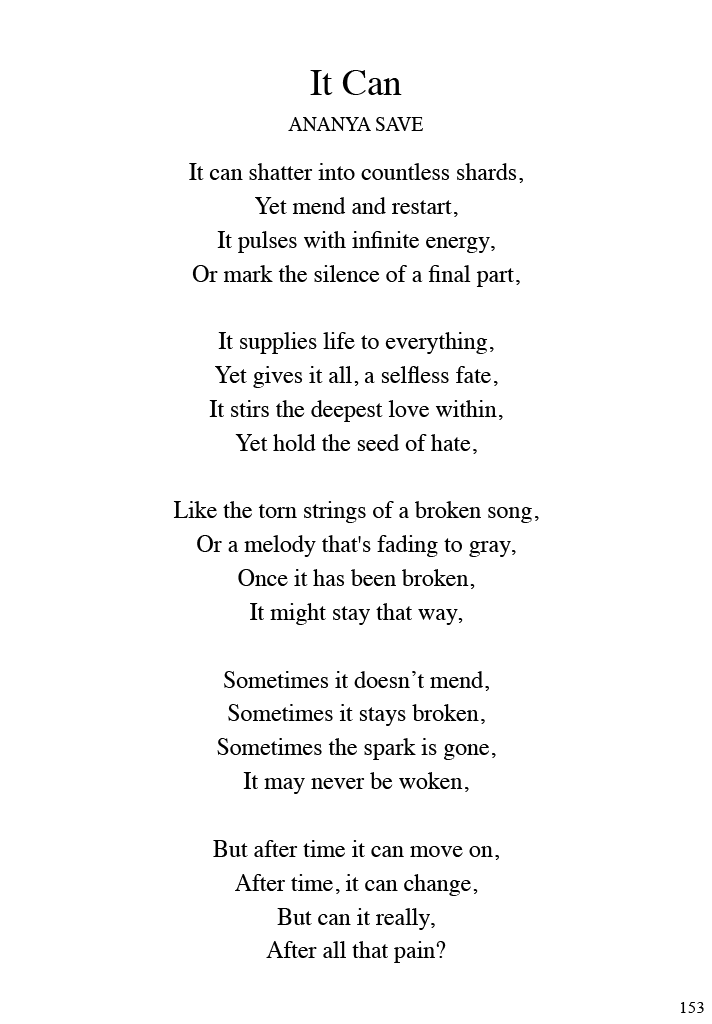 It Can
ANANYA SAVE
It can shatter into countless shards,
Yet mend and restart,
It pulses with infinite energy,
Or mark the silence of a final part,
It supplies life to everything,
Yet gives it all, a selfless fate,
It stirs the deepest love within,
Yet hold the seed of hate,
Like the torn strings of a broken song,
Or a melody that's fading to gray,
Once it has been broken,
It might stay that way,
Sometimes it doesn’t mend,
Sometimes it stays broken,
Sometimes the spark is gone,
It may never be woken,
But after time it can move on,
After time, it can change,
But can it really,
After all that pain?
153